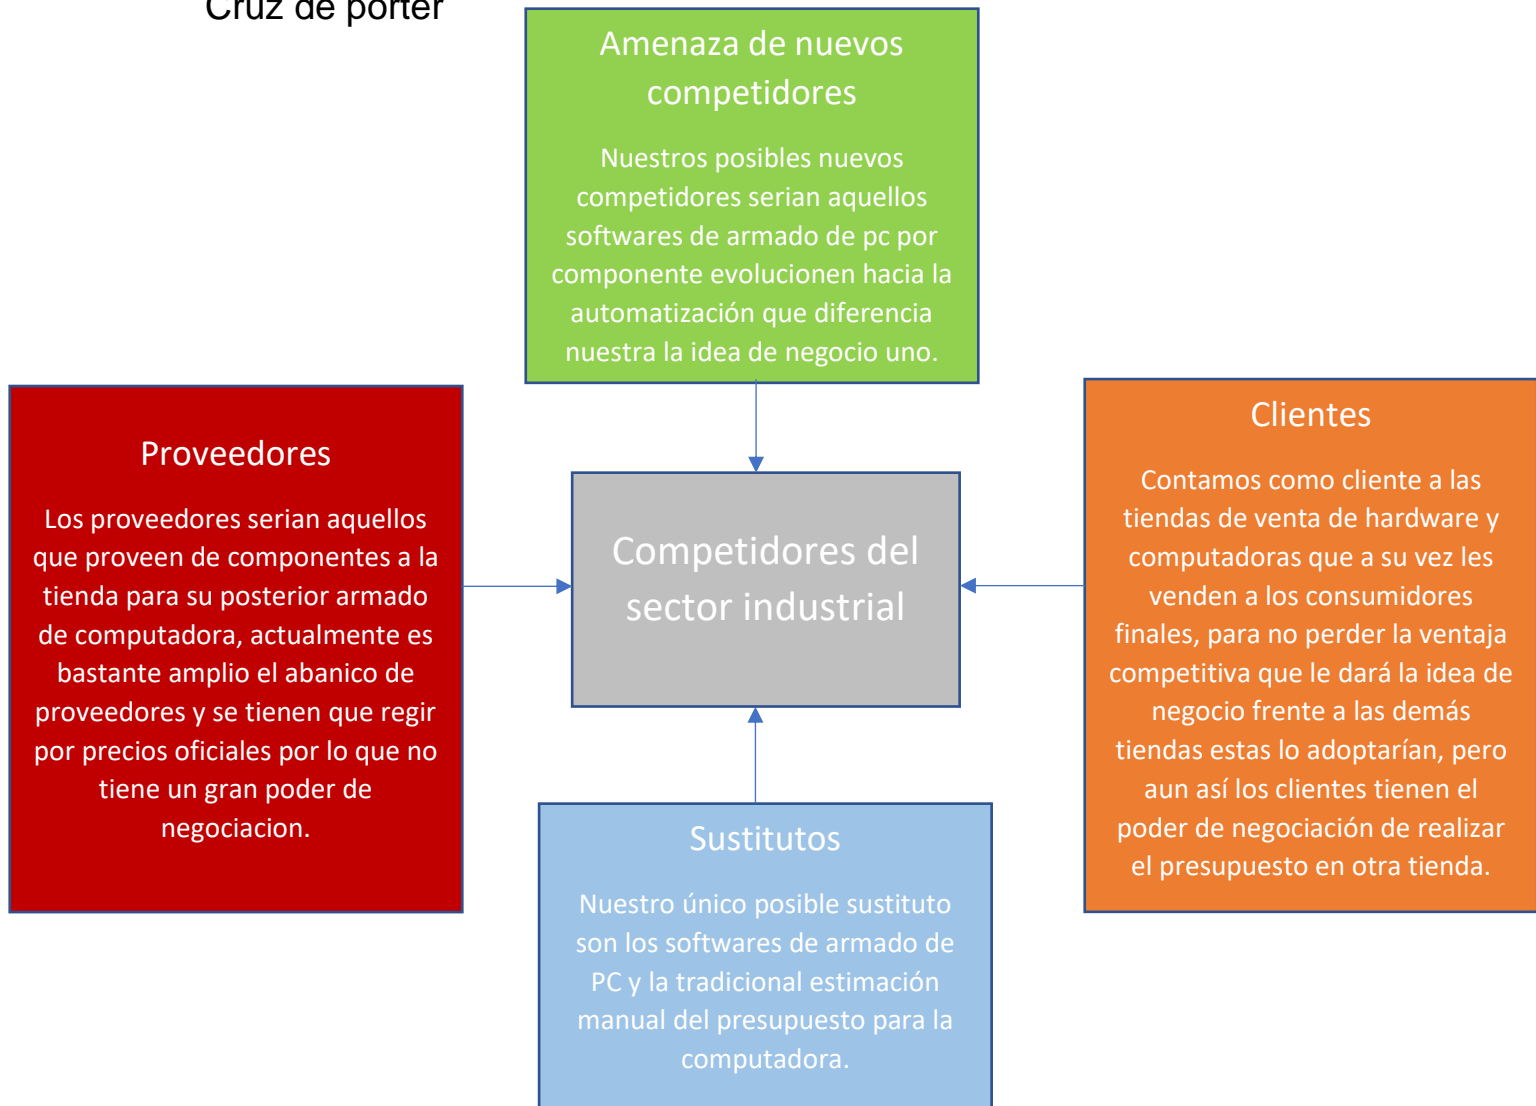 Cruz de porter
Amenaza de nuevos
competidores
Nuestros posibles nuevos
competidores serian aquellos
softwares de armado de pc por
componente evolucionen hacia la
automatización que diferencia
nuestra la idea de negocio uno.
Proveedores
Los proveedores serian aquellos
que proveen de componentes a la
tienda para su posterior armado
de computadora, actualmente es
bastante amplio el abanico de
proveedores y se tienen que regir
por precios oficiales por lo que no
tiene un gran poder de
negociacion.
Competidores del
sector industrial
Clientes
Contamos como cliente a las
tiendas de venta de hardware y
computadoras que a su vez les
venden a los consumidores
finales, para no perder la ventaja
competitiva que le dará la idea de
negocio frente a las demás
tiendas estas lo adoptarían, pero
aun así los clientes tienen el
poder de negociación de realizar
el presupuesto en otra tienda.
Sustitutos
Nuestro único posible sustituto
son los softwares de armado de
PC y la tradicional estimación
manual del presupuesto para la
computadora.